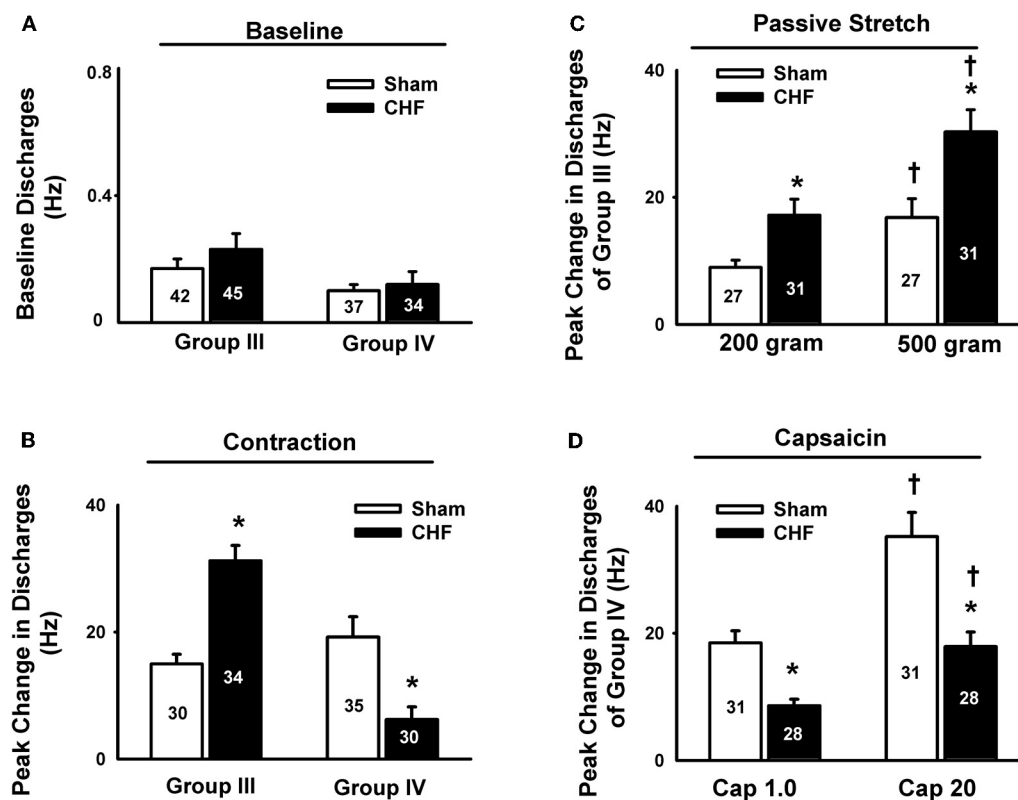 A
Baseline
Baseline Discharges
(Hz)
0.8
0.4
0
Sham
CHF
42
45
37
34
Group III
Group IV
B
Contraction
Peak Change in Discharges
(Hz)
40
20
0
Sham
CHF
*
*
30
34
35
30
Group III
Group IV
C
Passive Stretch
Peak Change in Discharges
of Group III (Hz)
40
20
0
Sham
CHF
*
†
†
*
27
31
27
31
200 gram
500 gram
D
Capsaicin
Peak Change in Discharges
of Group IV (Hz)
40
20
0
Sham
CHF
*
†
†
*
31
28
31
28
Cap 1.0
Cap 20